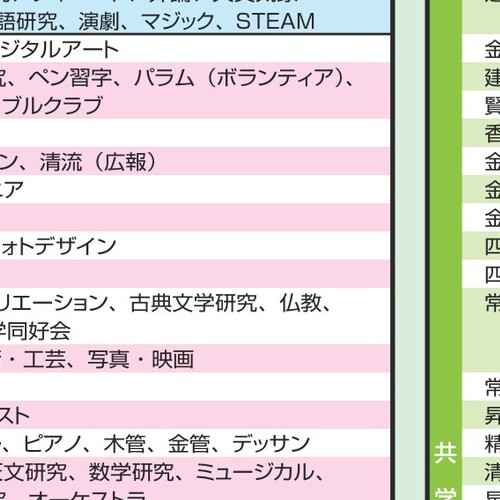 語研究、演劇、マジック、STEAM
ジタルアート
究、ペン習字、パラム（ボランティア）、
ブルクラブ
ン、清流（広報）
ニア
ォトデザイン
リエーション、古典文学研究、仏教、
学同好会
・工芸、写真・映画
スト
、ピアノ、木管、金管、デッサン
天文研究、数学研究、ミュージカル、
オーケストラ
共
学
金
建
賢
香
金
金
金
四
四
常
常
昇
精
清